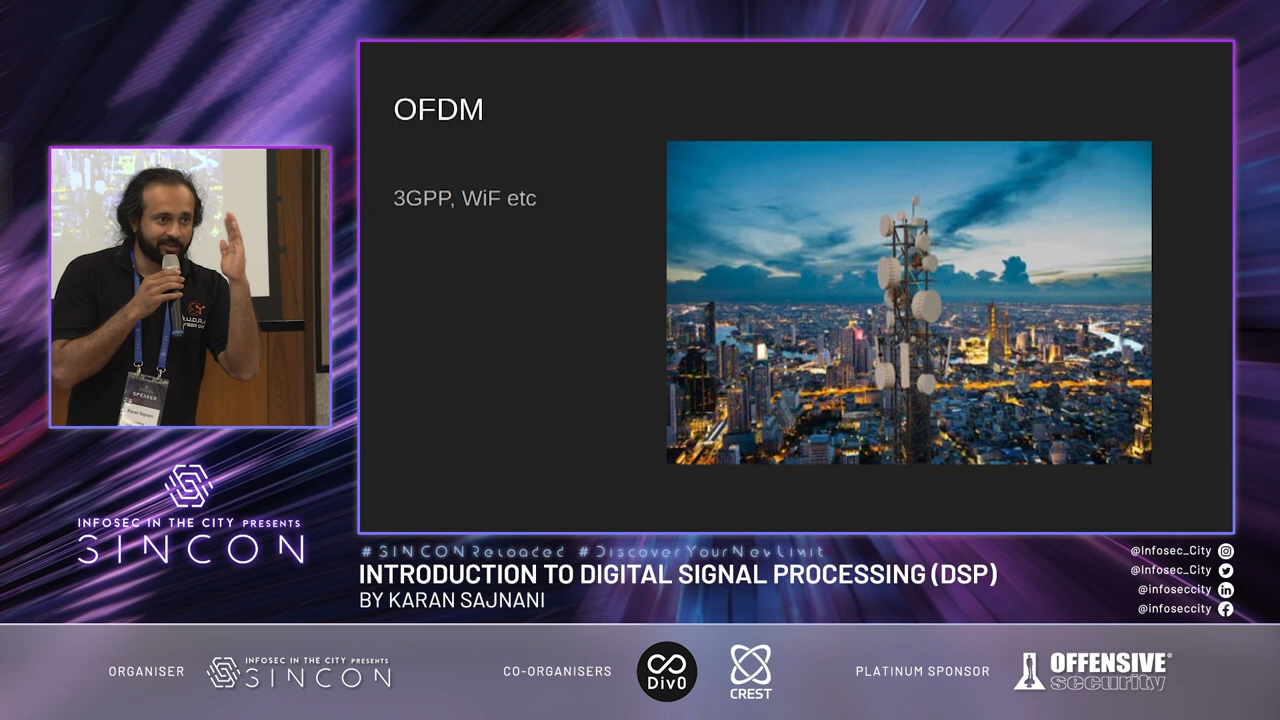 OFDM
3GPP, WiF etc
SPEAKER
Karan Sajnani
INFOSEC IN THE CITY PRESENTS
SINCON
#SINCONReloaded #DiscoverYourNewLimit
INTRODUCTION TO DIGITAL SIGNAL PROCESSING (DSP)
BY KARAN SAJNANI
@Infosec_City
@Infosec_City
@infoseccity
@infoseccity
ORGANISER
INFOSEC IN THE CITY PRESENTS
SINCON
CO-ORGANISERS
Div0
CREST
PLATINUM SPONSOR
OFFENSIVE®
security